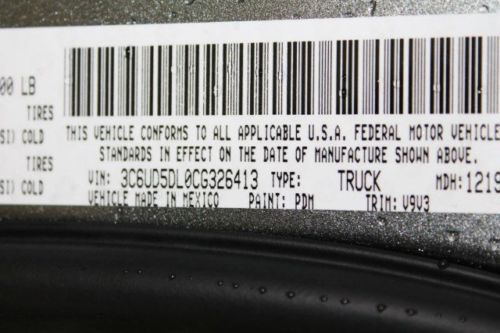 00 LB
TIRES
THIS VEHICLE CONFORMS TO ALL APPLICABLE U.S.A. FEDERAL MOTOR VEHICLE
SI) COLD
STANDARDS IN EFFECT ON THE DATE OF MANUFACTURE SHOWN ABOVE.
TIRES
VIN: 3C6UD5DL0CG326413 TYPE: TRUCK MDH: 1219
SI) COLD
VEHICLE MADE IN MEXICO PAINT: PDM TRIM: V9V3